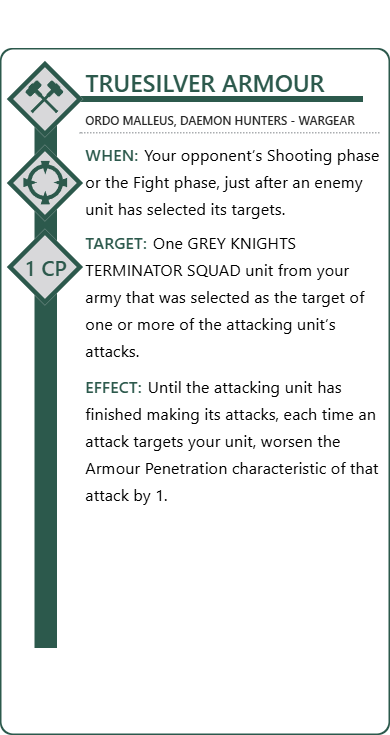 TRUESILVER ARMOUR
ORDO MALLEUS, DAEMON HUNTERS - WARGEAR
WHEN: Your opponent's Shooting phase
or the Fight phase, just after an enemy
unit has selected its targets.
TARGET: One GREY KNIGHTS
TERMINATOR SQUAD unit from your
army that was selected as the target of
one or more of the attacking unit's
attacks.
1 CP
EFFECT: Until the attacking unit has
finished making its attacks, each time an
attack targets your unit, worsen the
Armour Penetration characteristic of that
attack by 1.